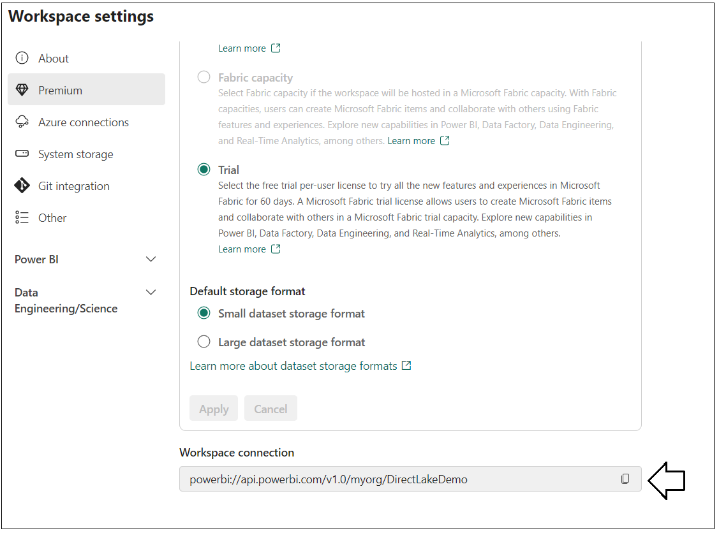 Workspace settings
About
Premium
Azure connections
System storage
Git integration
Other
Power BI
Data
Engineering/Science
Learn more
Fabric capacity
Select Fabric capacity if the workspace will be hosted in a Microsoft Fabric capacity. With Fabric
capacities, users can create Microsoft Fabric items and collaborate with others using Fabric
features and experiences. Explore new capabilities in Power BI, Data Factory, Data Engineering,
and Real-Time Analytics, among others. Learn more
Trial
Select the free trial per-user license to try all the new features and experiences in Microsoft
Fabric for 60 days. A Microsoft Fabric trial license allows users to create Microsoft Fabric items
and collaborate with others in a Microsoft Fabric trial capacity. Explore new capabilities in
Power BI, Data Factory, Data Engineering, and Real-Time Analytics, among others.
Learn more
Default storage format
Small dataset storage format
Large dataset storage format
Learn more about dataset storage formats
Apply Cancel
Workspace connection
powerbi://api.powerbi.com/v1.0/myorg/DirectLakeDemo